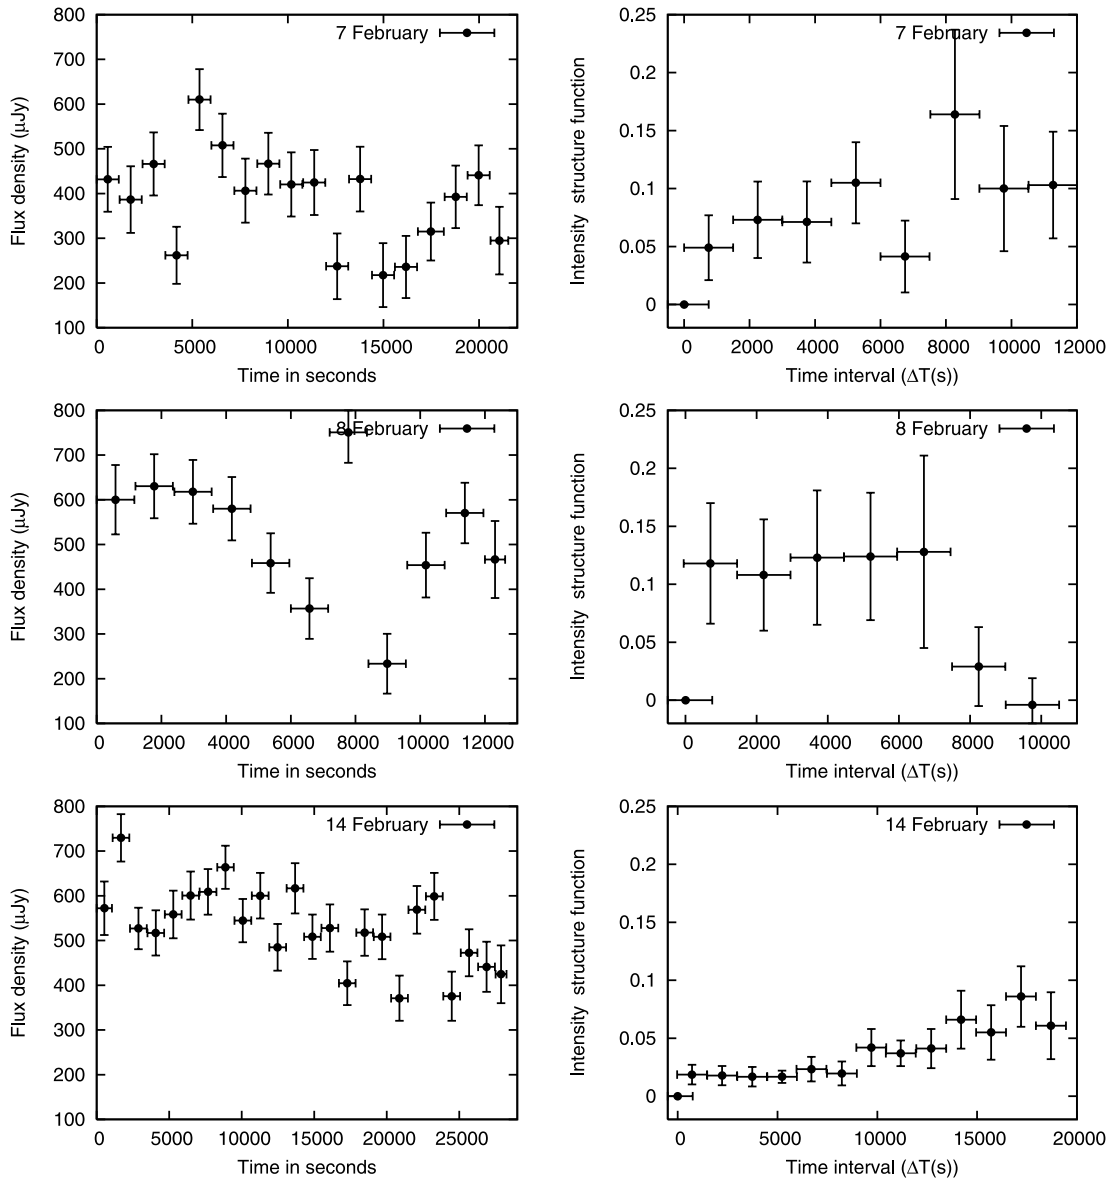 800
700
600
500
400
300
200
100
Flux density (μJy)
7 February
0 5000 10000 15000 20000
Time in seconds
0.25
0.2
0.15
0.1
0.05
0
Intensity structure function
7 February
0 2000 4000 6000 8000 10000 12000
Time interval (ΔT(s))
800
700
600
500
400
300
200
100
Flux density (μJy)
8 February
0 2000 4000 6000 8000 10000 12000
Time in seconds
0.25
0.2
0.15
0.1
0.05
0
Intensity structure function
8 February
0 2000 4000 6000 8000 10000
Time interval (ΔT(s))
800
700
600
500
400
300
200
100
Flux density (μJy)
14 February
0 5000 10000 15000 20000 25000
Time in seconds
0.25
0.2
0.15
0.1
0.05
0
Intensity structure function
14 February
0 5000 10000 15000 20000
Time interval (ΔT(s))